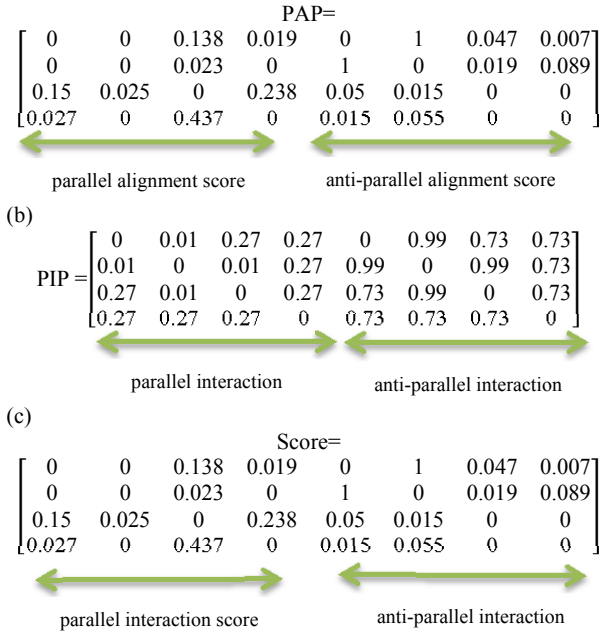 PAP=
0 0 0.138 0.019 0 1 0.047 0.007
0 0 0.023 0 1 0 0.019 0.089
0.15 0.025 0 0.238 0.05 0.015 0 0
0.027 0 0.437 0 0.015 0.055 0 0
parallel alignment score anti-parallel alignment score
(b)
0 0.01 0.27 0.27 0 0.99 0.73 0.73
0.01 0 0.01 0.27 0.99 0 0.99 0.73
PIP =
0.27 0.01 0 0.27 0.73 0.99 0 0.73
0.27 0.27 0.27 0 0.73 0.73 0.73 0
parallel interaction anti-parallel interaction
(c)
Score=
0 0 0.138 0.019 0 1 0.047 0.007
0 0 0.023 0 1 0 0.019 0.089
0.15 0.025 0 0.238 0.05 0.015 0 0
0.027 0 0.437 0 0.015 0.055 0 0
parallel interaction score anti-parallel interaction